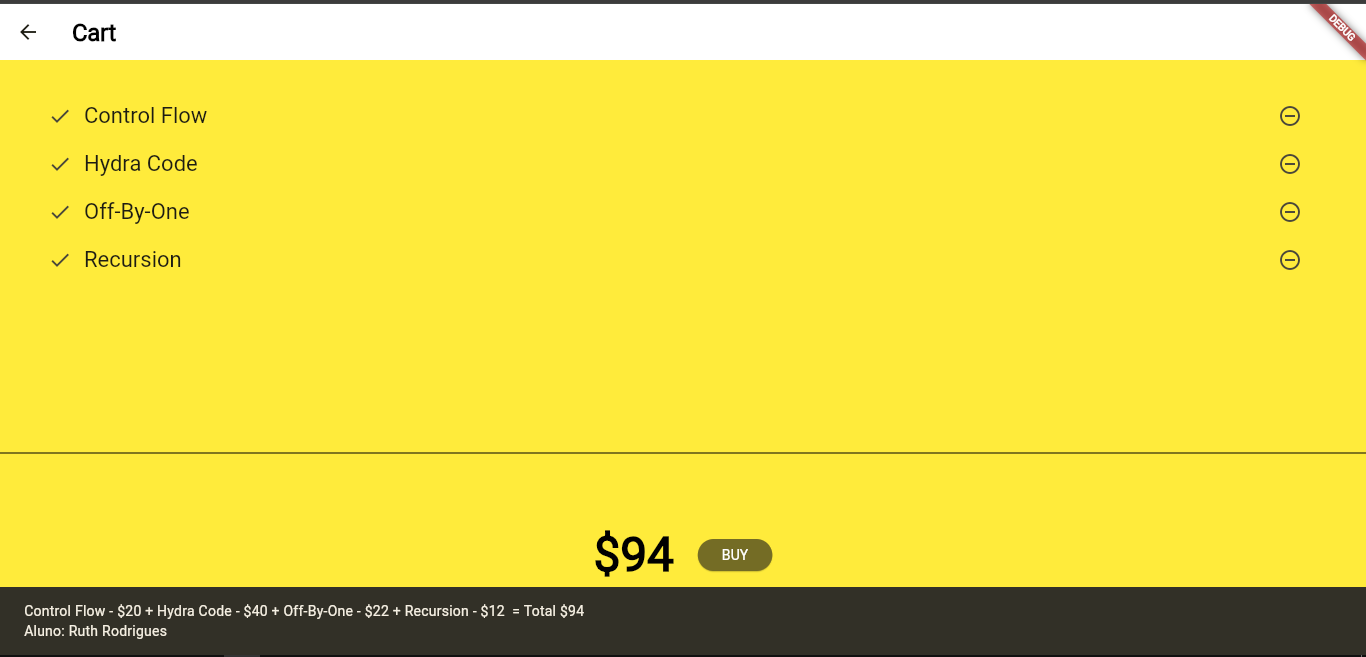 Cart
DEBUG
Control Flow
Hydra Code
Off-By-One
Recursion
$94
BUY
Control Flow - $20 + Hydra Code - $40 + Off-By-One - $22 + Recursion - $12  = Total $94
Aluno: Ruth Rodrigues